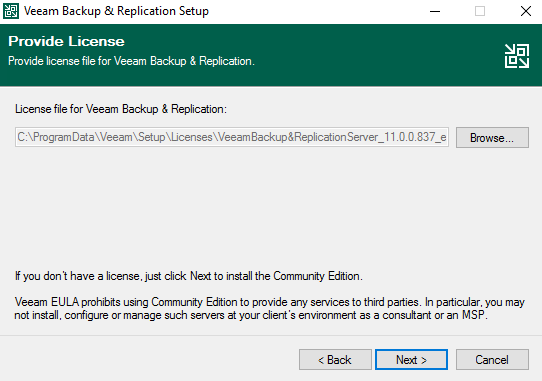 Veeam Backup & Replication Setup
Provide License
Provide license file for Veeam Backup & Replication.
License file for Veeam Backup & Replication:
C:\ProgramData\Veeam\Setup\Licenses\VeeamBackup&ReplicationServer_11.0.0.837_e
Browse...
If you don't have a license, just click Next to install the Community Edition.
Veeam EULA prohibits using Community Edition to provide any services to third parties. In particular, you may
not install, configure or manage such servers at your client's environment as a consultant or an MSP.
< Back
Next >
Cancel